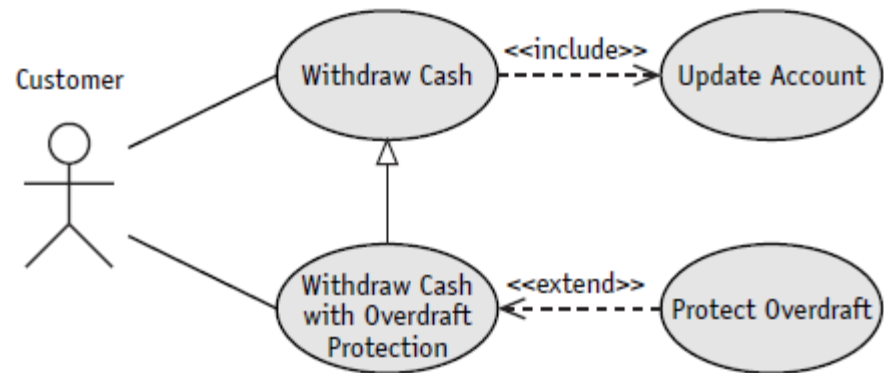 Customer
Withdraw Cash
<<include>>
Update Account
Withdraw Cash
with Overdraft
Protection
<<extend>>
Protect Overdraft